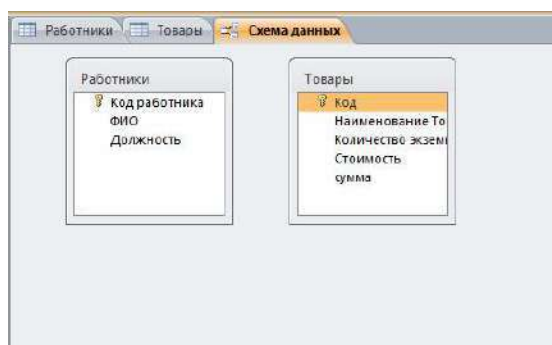 Работники Товары Схема данных
Работники
Код работника
ФИО
Должность
Товары
Код
Наименование То
Количество экзем
Стоимость
сумма